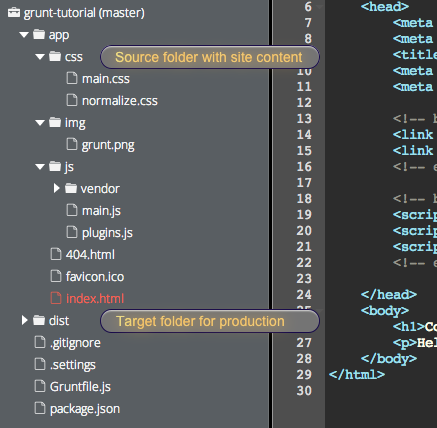 grunt-tutorial (master)
app
css
Source folder with site content
main.css
normalize.css
img
grunt.png
js
vendor
main.js
plugins.js
404.html
favicon.ico
index.html
dist
Target folder for production
.gitignore
.settings
Gruntfile.js
package.json
6 <head>
7 <meta
8 <meta
9 <title
10 <meta
11 <meta
12
13 <!-- b
14 <link
15 <link
16 <!-- e
17
18 <!-- b
19 <scrip
20 <scrip
21 <scrip
22 <!-- e
23
24 </head>
25 <body>
<h1>Co
27 <p>Hel
28 </body>
29 </html>
30